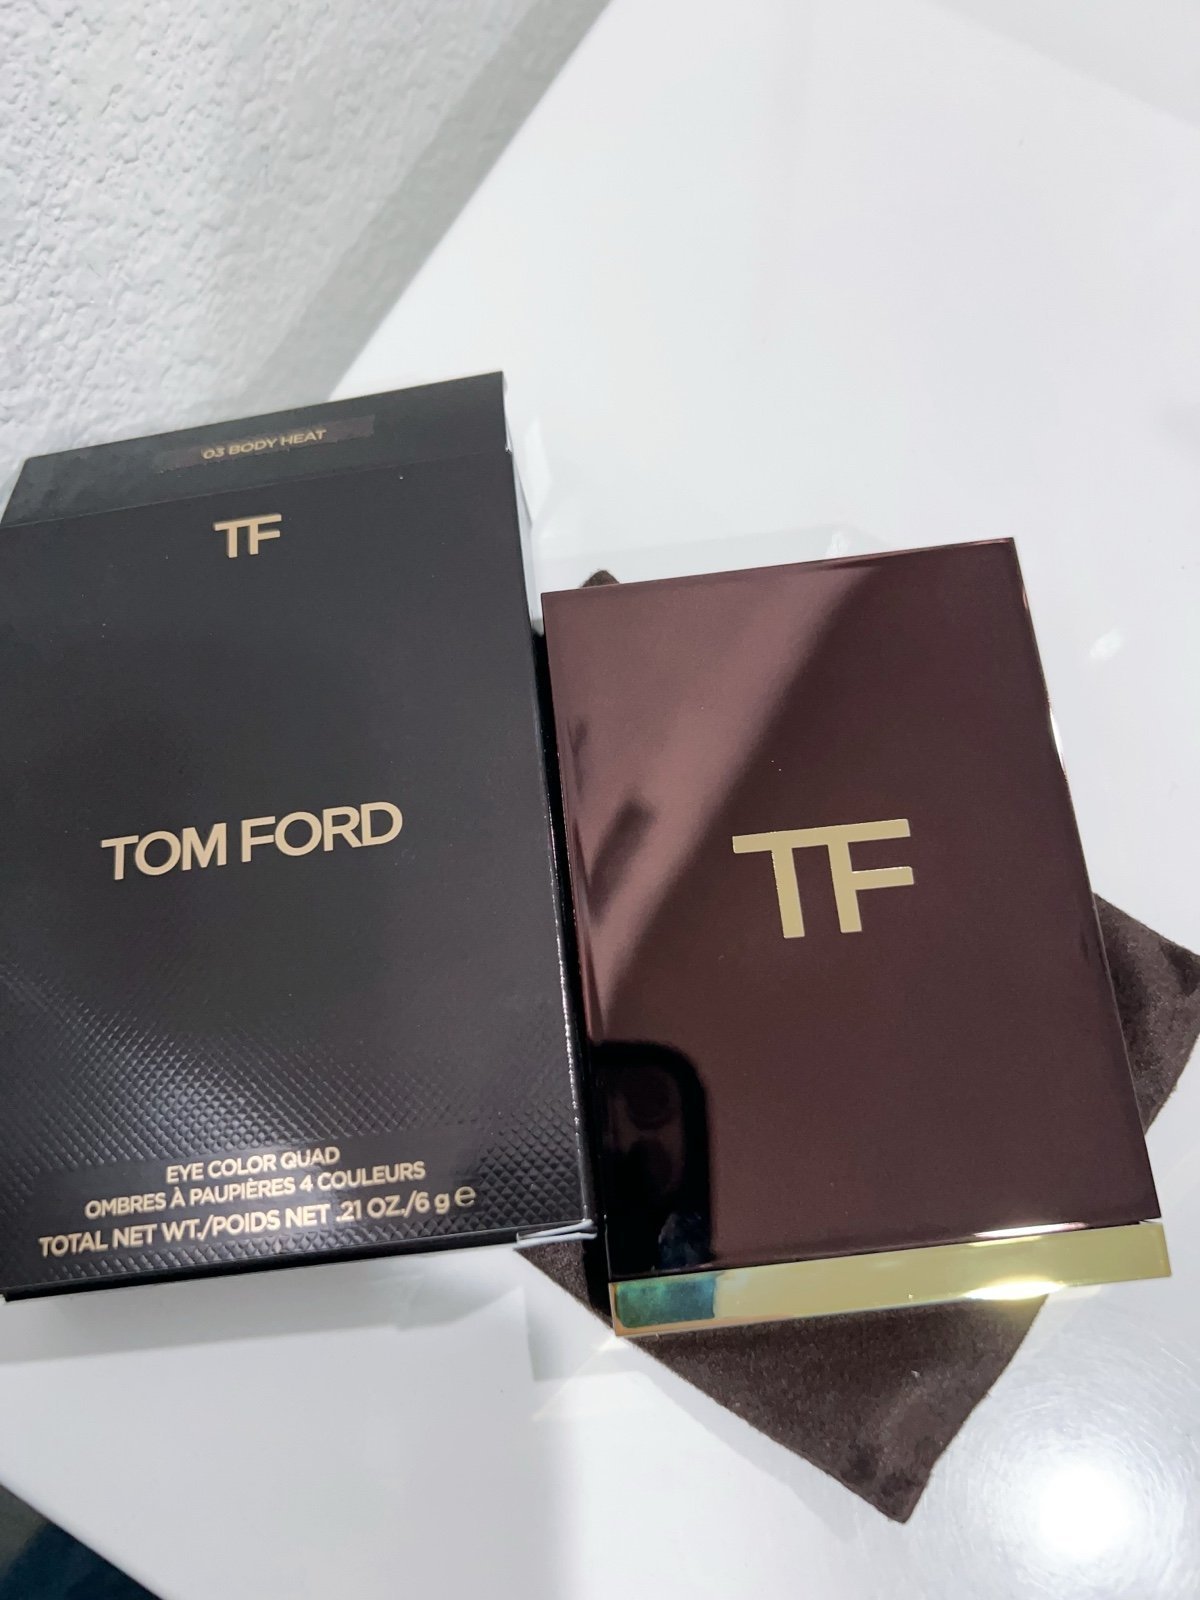 03 BODY HEAT
TF
TOM FORD
EYE COLOR QUAD
OMBRES À PAUPIÈRES 4 COULEURS
TOTAL NET WT./POIDS NET .21 OZ./6 g ℮
TF